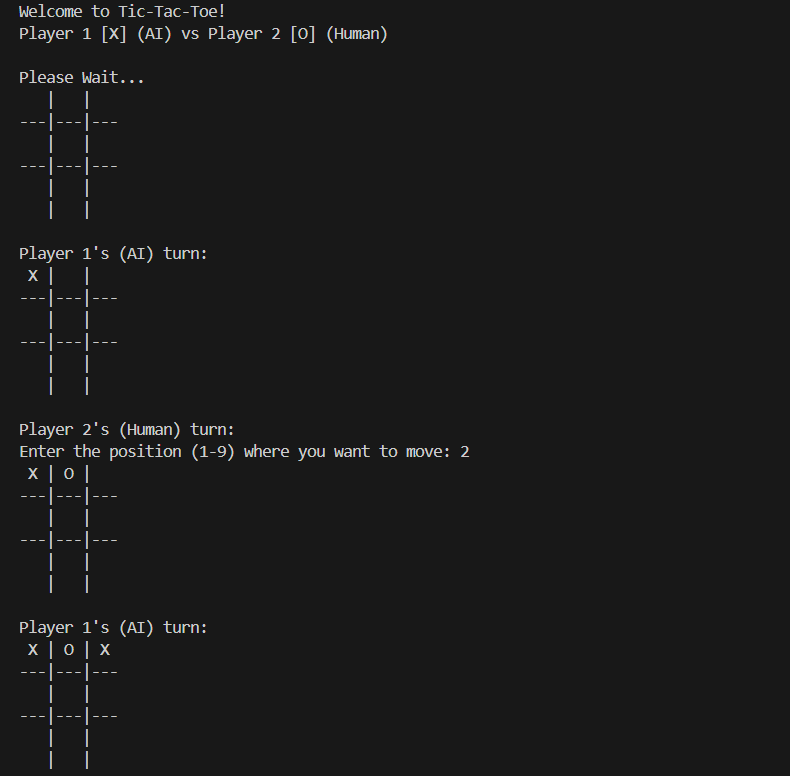 Welcome to Tic-Tac-Toe!
Player 1 [X] (AI) vs Player 2 [O] (Human)

Please Wait...
   |   |
---|---|---
   |   |
---|---|---
   |   |
   |   |

Player 1's (AI) turn:
 X |   |
---|---|---
   |   |
---|---|---
   |   |
   |   |

Player 2's (Human) turn:
Enter the position (1-9) where you want to move: 2
 X | O |
---|---|---
   |   |
---|---|---
   |   |
   |   |

Player 1's (AI) turn:
 X | O | X
---|---|---
   |   |
---|---|---
   |   |
   |   |